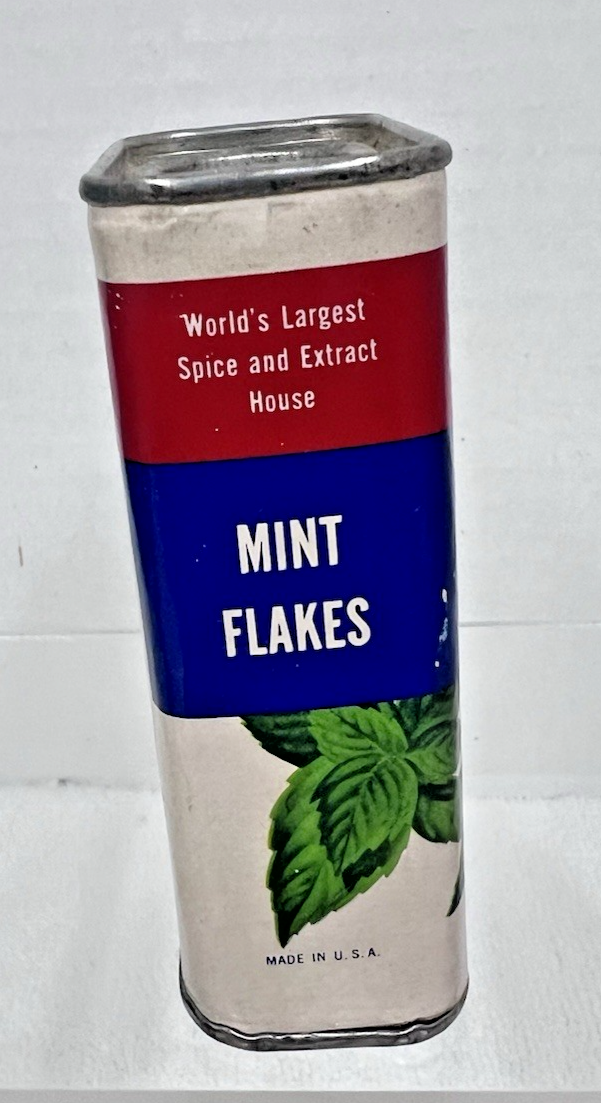 World's Largest
Spice and Extract
House
MINT
FLAKES
MADE IN U.S.A.